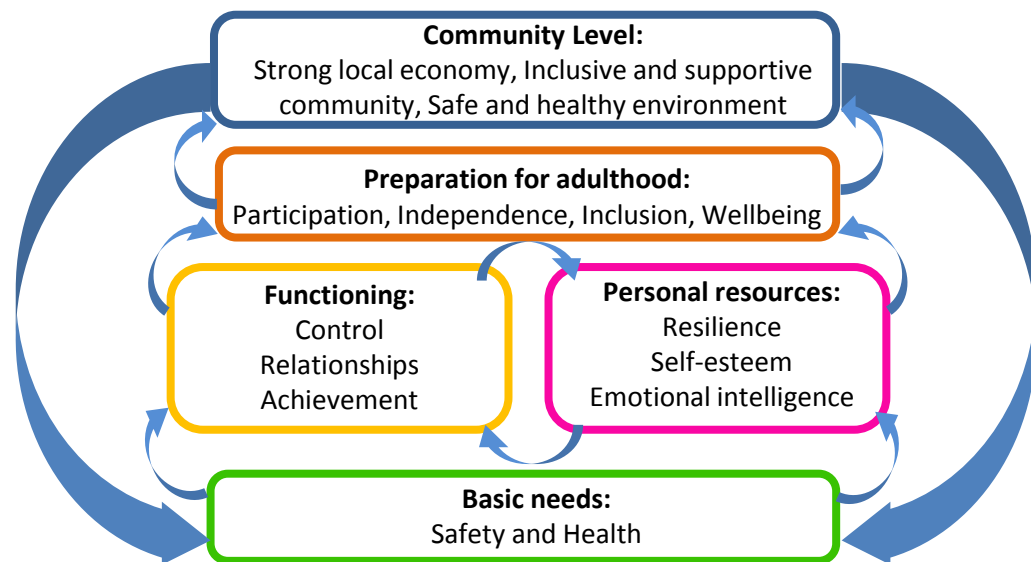 Community Level:
Strong local economy, Inclusive and supportive
community, Safe and healthy environment
Preparation for adulthood:
Participation, Independence, Inclusion, Wellbeing
Functioning:
Control
Relationships
Achievement
Personal resources:
Resilience
Self-esteem
Emotional intelligence
Basic needs:
Safety and Health